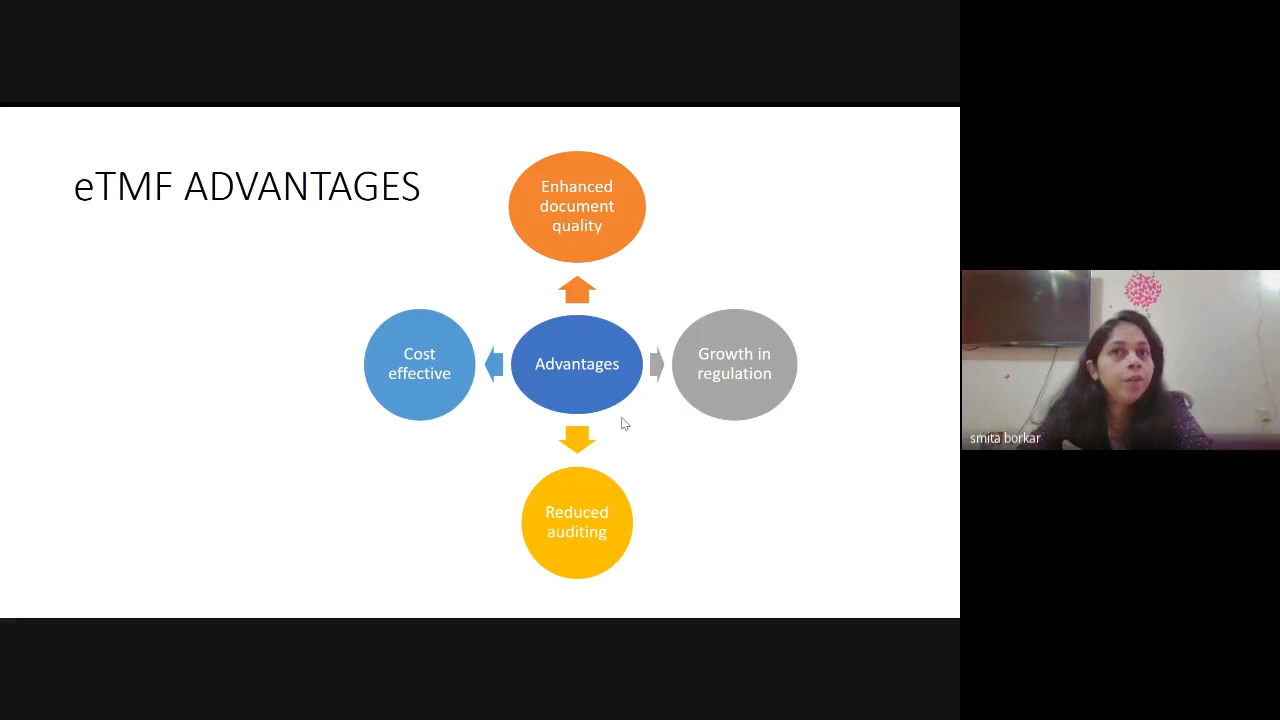 eTMF ADVANTAGES
Enhanced
document
quality
Cost
effective
Advantages
Growth in
regulation
Reduced
auditing
smita borkar